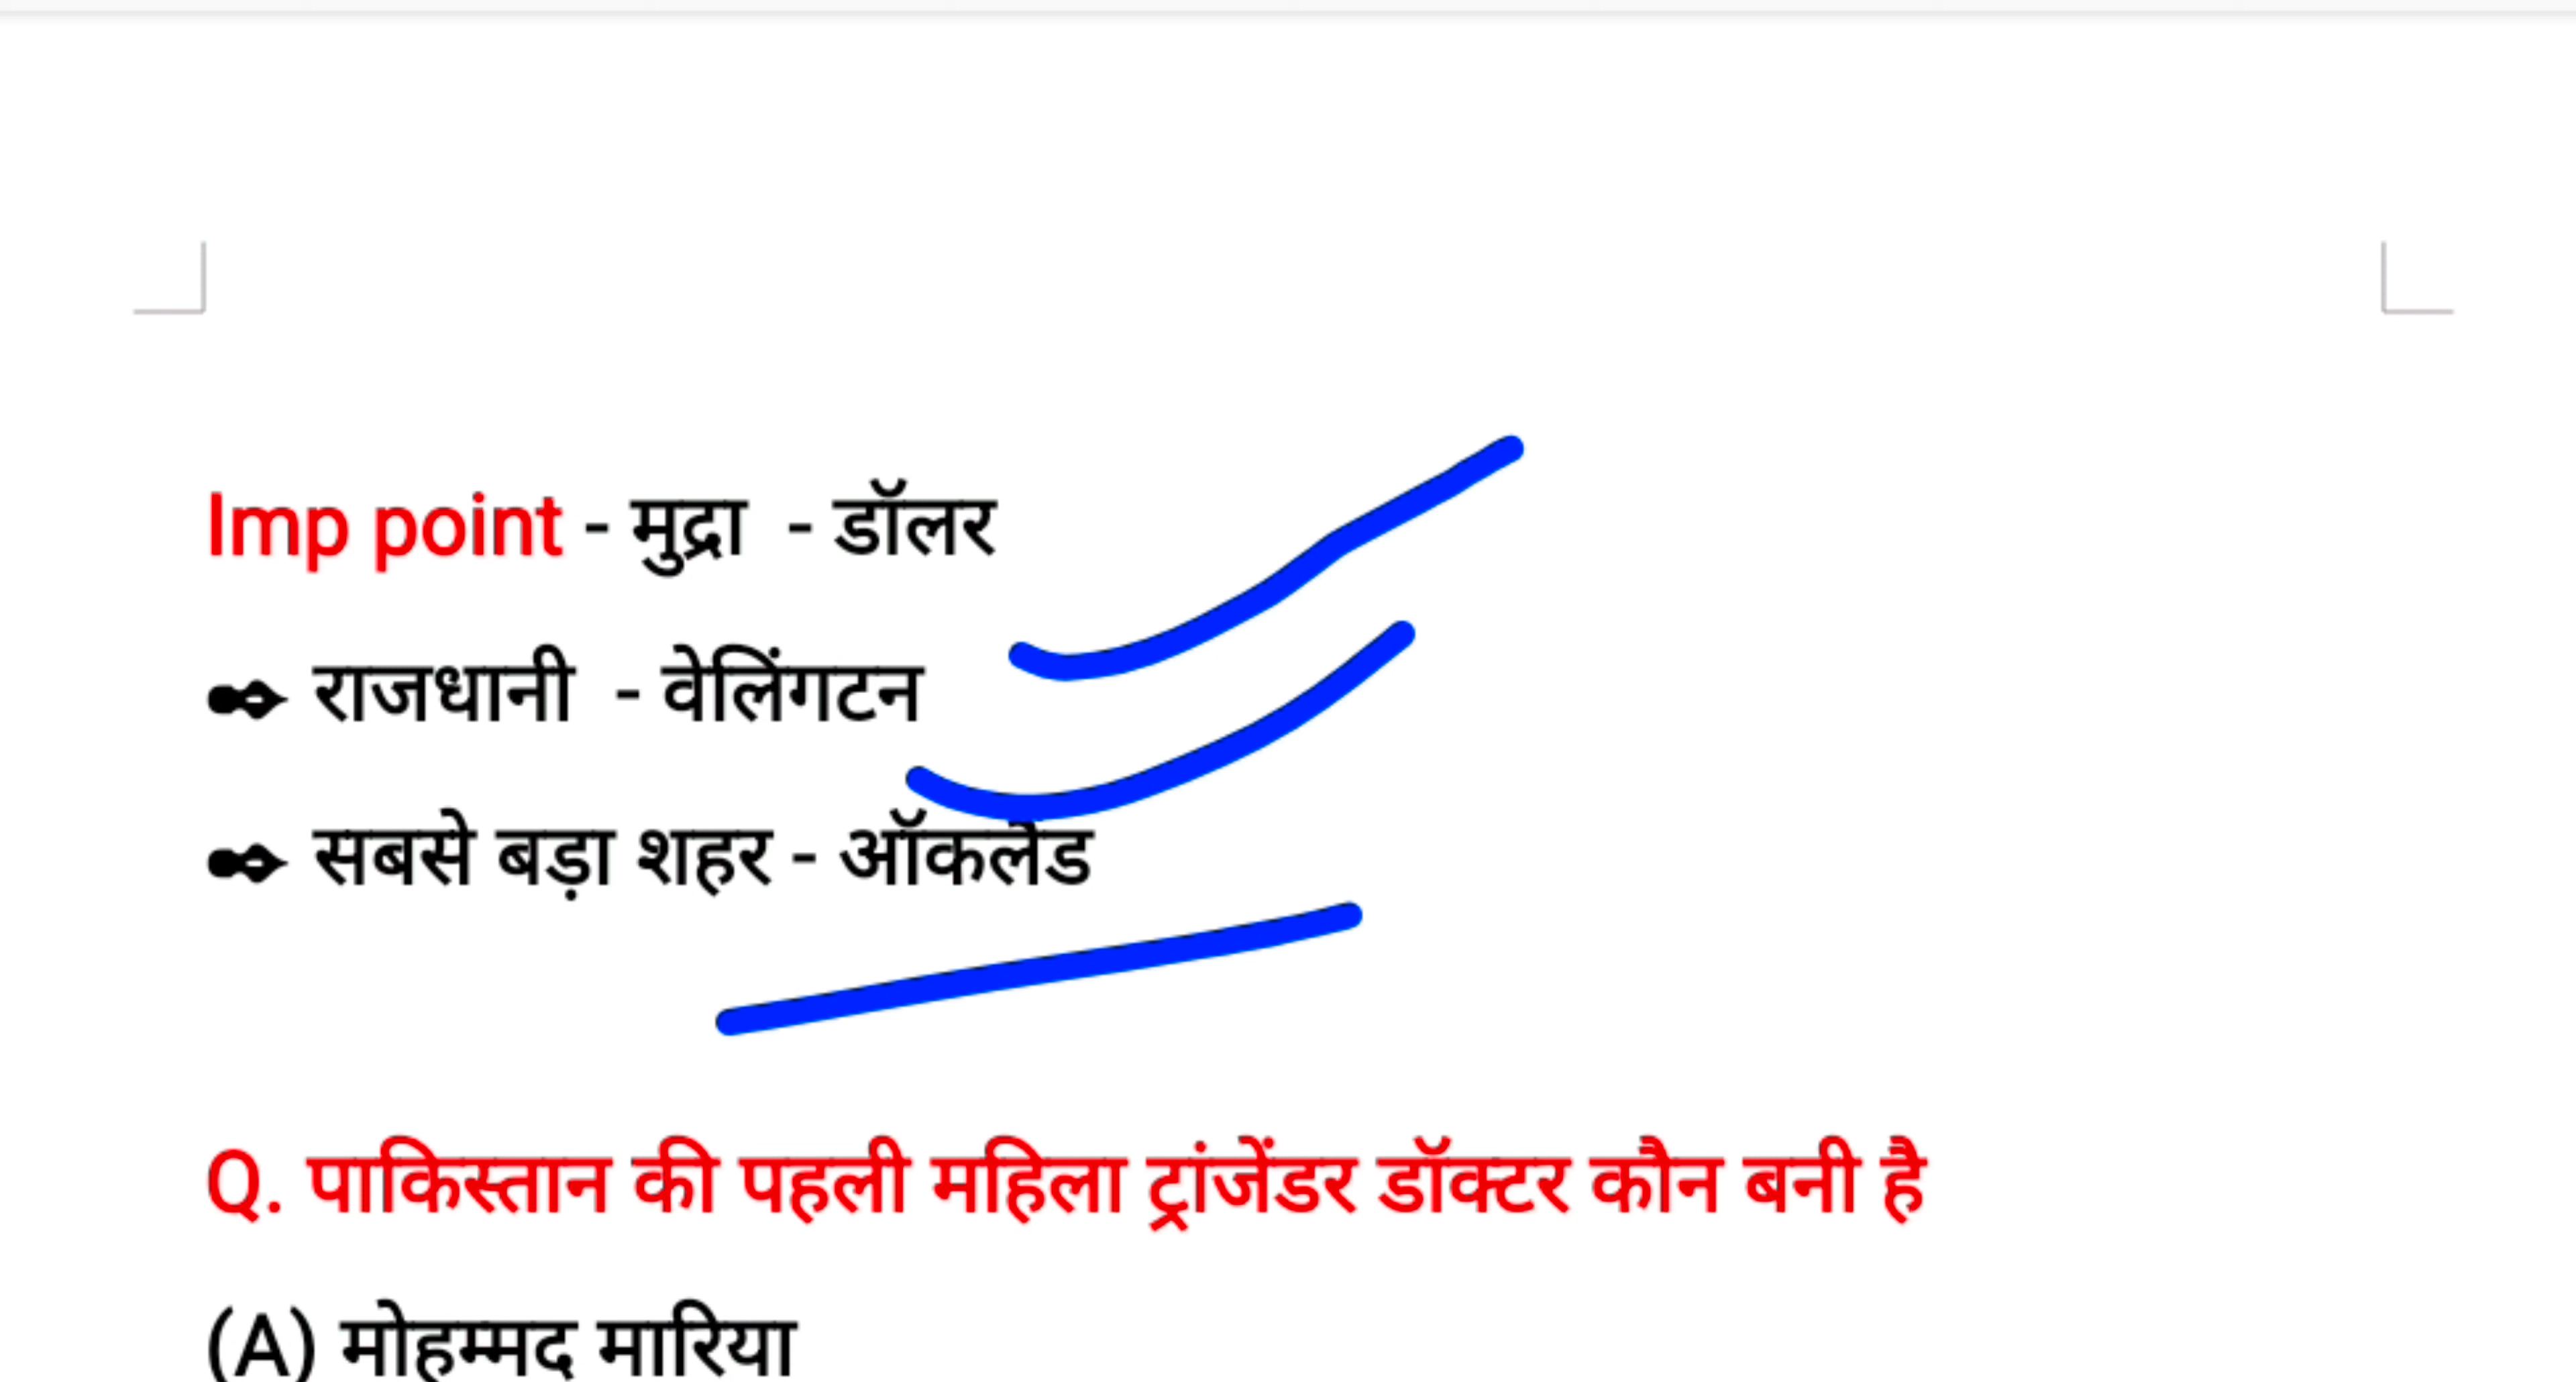 Imp point - मुद्रा - डॉलर
✒ राजधानी - वेलिंगटन
✒ सबसे बड़ा शहर - ऑकलैंड
Q. पाकिस्तान की पहली महिला ट्रांजेंडर डॉक्टर कौन बनी है
(A) मोहम्मद मारिया